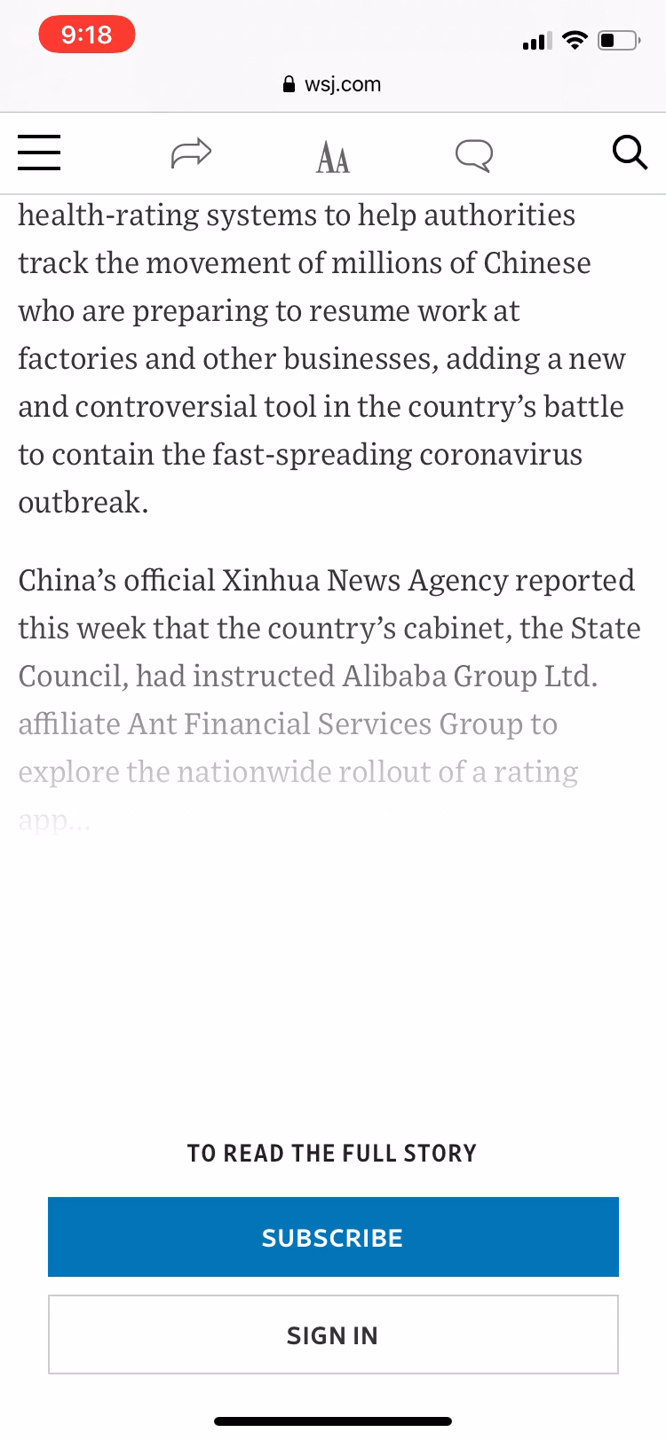 9:18
wsj.com
AA
health-rating systems to help authorities
track the movement of millions of Chinese
who are preparing to resume work at
factories and other businesses, adding a new
and controversial tool in the country’s battle
to contain the fast-spreading coronavirus
outbreak.
China’s official Xinhua News Agency reported
this week that the country’s cabinet, the State
Council, had instructed Alibaba Group Ltd.
affiliate Ant Financial Services Group to
explore the nationwide rollout of a rating
app...
TO READ THE FULL STORY
SUBSCRIBE
SIGN IN